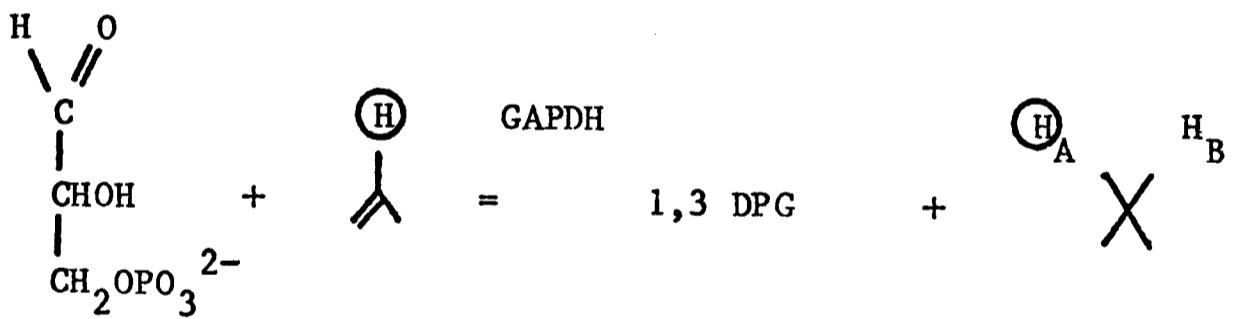 H O
C
H GAPDH H_A H_B
CHOH + = 1,3 DPG +
CH2OPO3 2-